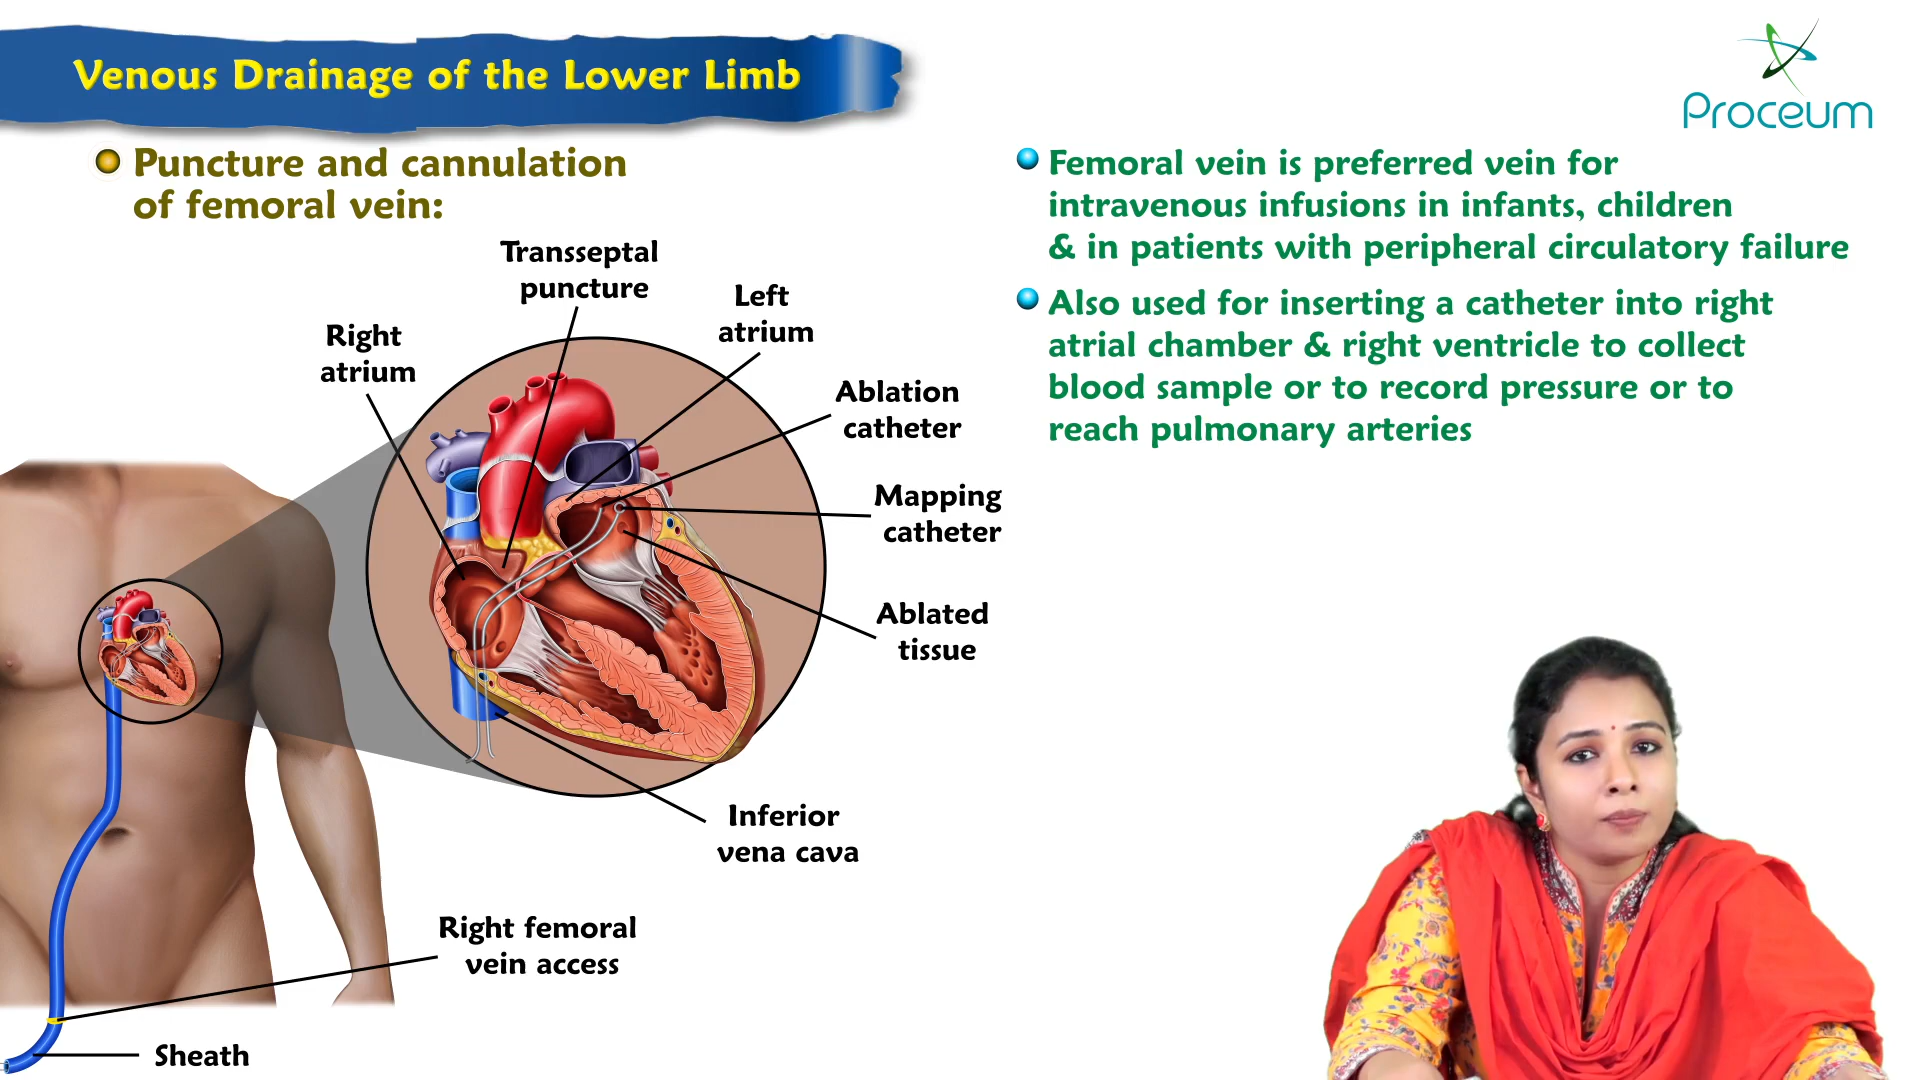 Venous Drainage of the Lower Limb
Proceum
Puncture and cannulation
of femoral vein:
Transseptal
puncture
Left
atrium
Right
atrium
Ablation
catheter
Mapping
catheter
Ablated
tissue
Inferior
vena cava
Right femoral
vein access
Sheath
Femoral vein is preferred vein for
intravenous infusions in infants, children
& in patients with peripheral circulatory failure
Also used for inserting a catheter into right
atrial chamber & right ventricle to collect
blood sample or to record pressure or to
reach pulmonary arteries